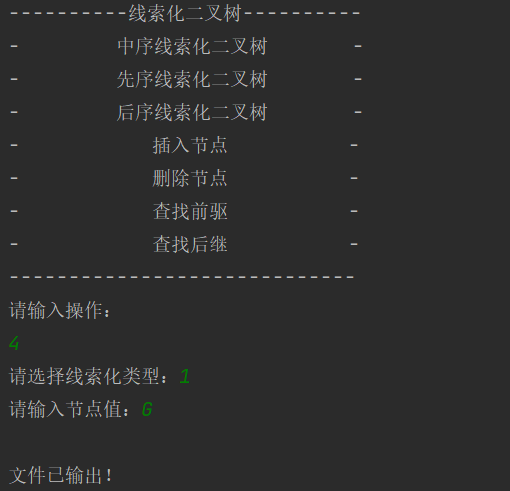 ----------线索化二叉树----------
-        中序线索化二叉树       -
-        先序线索化二叉树       -
-        后序线索化二叉树       -
-           插入节点          -
-           删除节点          -
-           查找前驱          -
-           查找后继          -
-----------------------------
请输入操作：
4
请选择线索化类型：1
请输入节点值：G
文件已输出！